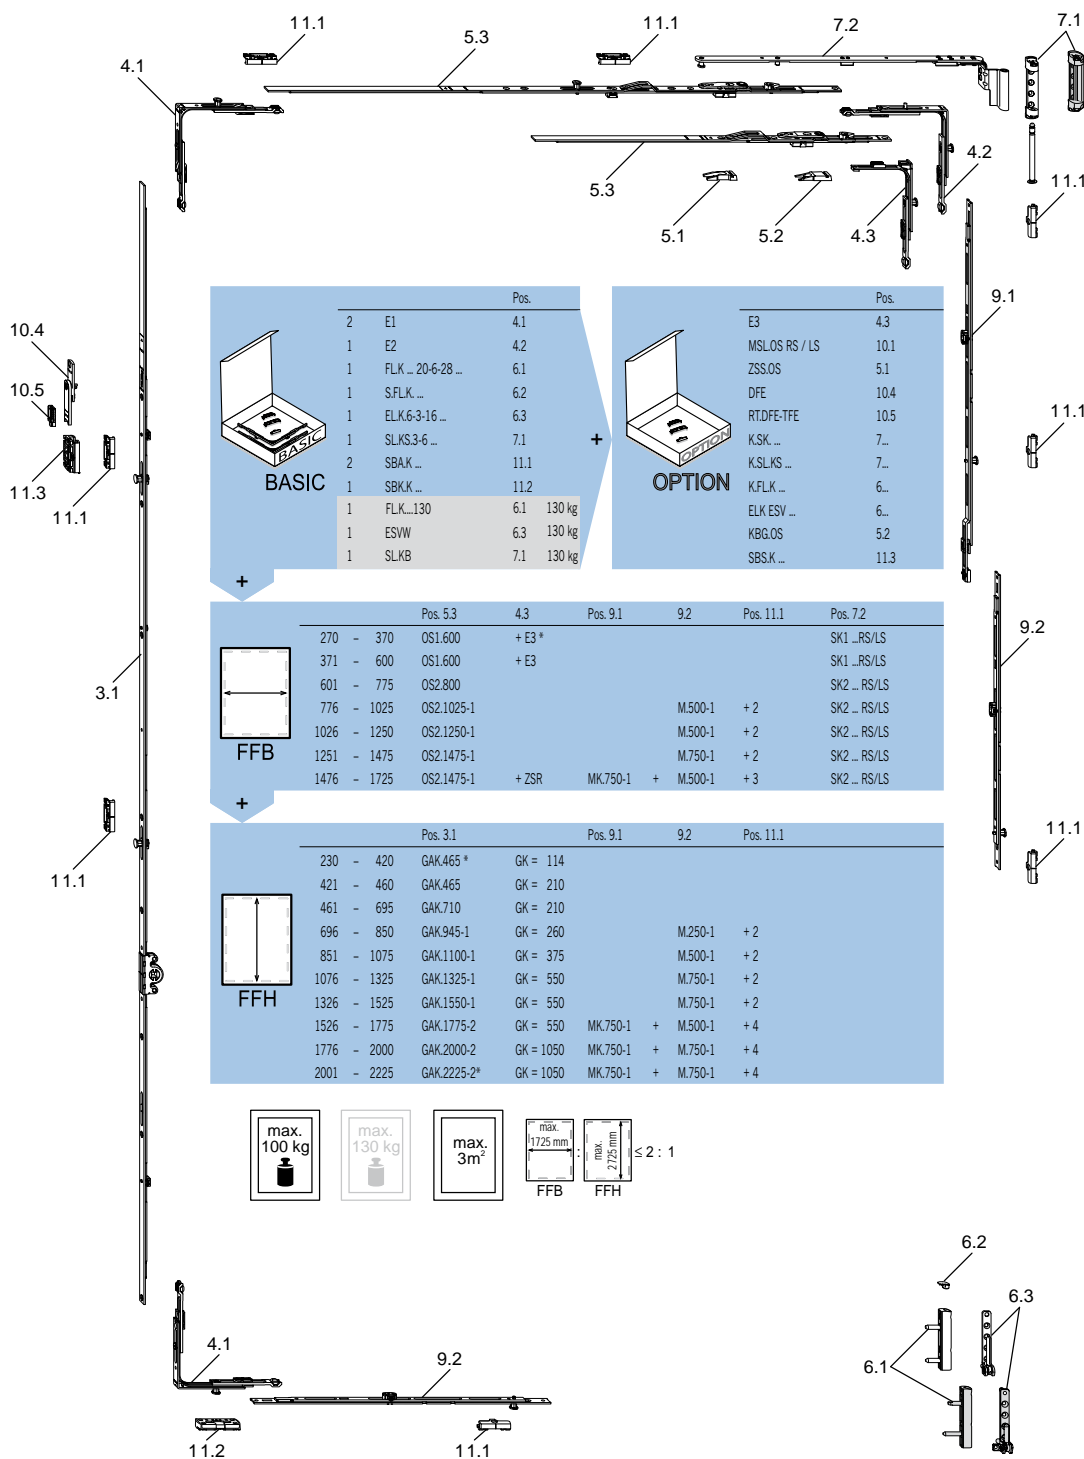 11.1
11.1
7.2
7.1
5.3
4.1
4.2
5.3
11.1
5.1
5.2
4.3
9.1
10.4
10.5
11.3
11.1
11.1
3.1
9.2
11.1
11.1
Pos.
2 E1 4.1
1 E2 4.2
1 FL.K ... 20-6-28 ... 6.1
1 S.FL.K. ... 6.2
1 EL.K.6-3-16 ... 6.3
1 SL.KS.3-6 ... 7.1
2 SBA.K ... 11.1
1 SBK.K ... 11.2
1 FL.K....130 6.1 130 kg
1 ESVW 6.3 130 kg
1 SL.KB 7.1 130 kg
BASIC
BASIC
+
Pos.
E3 4.3
MSL.OS RS / LS 10.1
ZSS.OS 5.1
DFE 10.4
RT.DFE-TFE 10.5
K.SK. ... 7...
K.SL.KS ... 7...
K.FL.K ... 6...
ELK ESV ... 6...
KBG.OS 5.2
SBS.K ... 11.3
OPTION
OPTION
+
Pos. 5.3 4.3 Pos. 9.1 9.2 Pos. 11.1 Pos. 7.2
270 – 370 OS1.600 + E3 * SK1 ...RS/LS
371 – 600 OS1.600 + E3 SK1 ...RS/LS
601 – 775 OS2.800 SK2 ... RS/LS
776 – 1025 OS2.1025-1 M.500-1 + 2 SK2 ... RS/LS
1026 – 1250 OS2.1250-1 M.500-1 + 2 SK2 ... RS/LS
1251 – 1475 OS2.1475-1 M.750-1 + 2 SK2 ... RS/LS
1476 – 1725 OS2.1475-1 + ZSR MK.750-1 + M.500-1 + 3 SK2 ... RS/LS
FFB
+
Pos. 3.1 Pos. 9.1 9.2 Pos. 11.1
230 – 420 GAK.465 * GK = 114
421 – 460 GAK.465 GK = 210
461 – 695 GAK.710 GK = 210
696 – 850 GAK.945-1 GK = 260 M.250-1 + 2
851 – 1075 GAK.1100-1 GK = 375 M.500-1 + 2
1076 – 1325 GAK.1325-1 GK = 550 M.750-1 + 2
1326 – 1525 GAK.1550-1 GK = 550 M.750-1 + 2
1526 – 1775 GAK.1775-2 GK = 550 MK.750-1 + M.500-1 + 4
1776 – 2000 GAK.2000-2 GK = 1050 MK.750-1 + M.750-1 + 4
2001 – 2225 GAK.2225-2* GK = 1050 MK.750-1 + M.750-1 + 4
FFH
max.
100 kg
max.
130 kg
max.
3m²
max.
1725 mm
FFB
:
max.
2725 mm
FFH
≤ 2 : 1
6.2
6.3
6.1
4.1
9.2
11.2
11.1